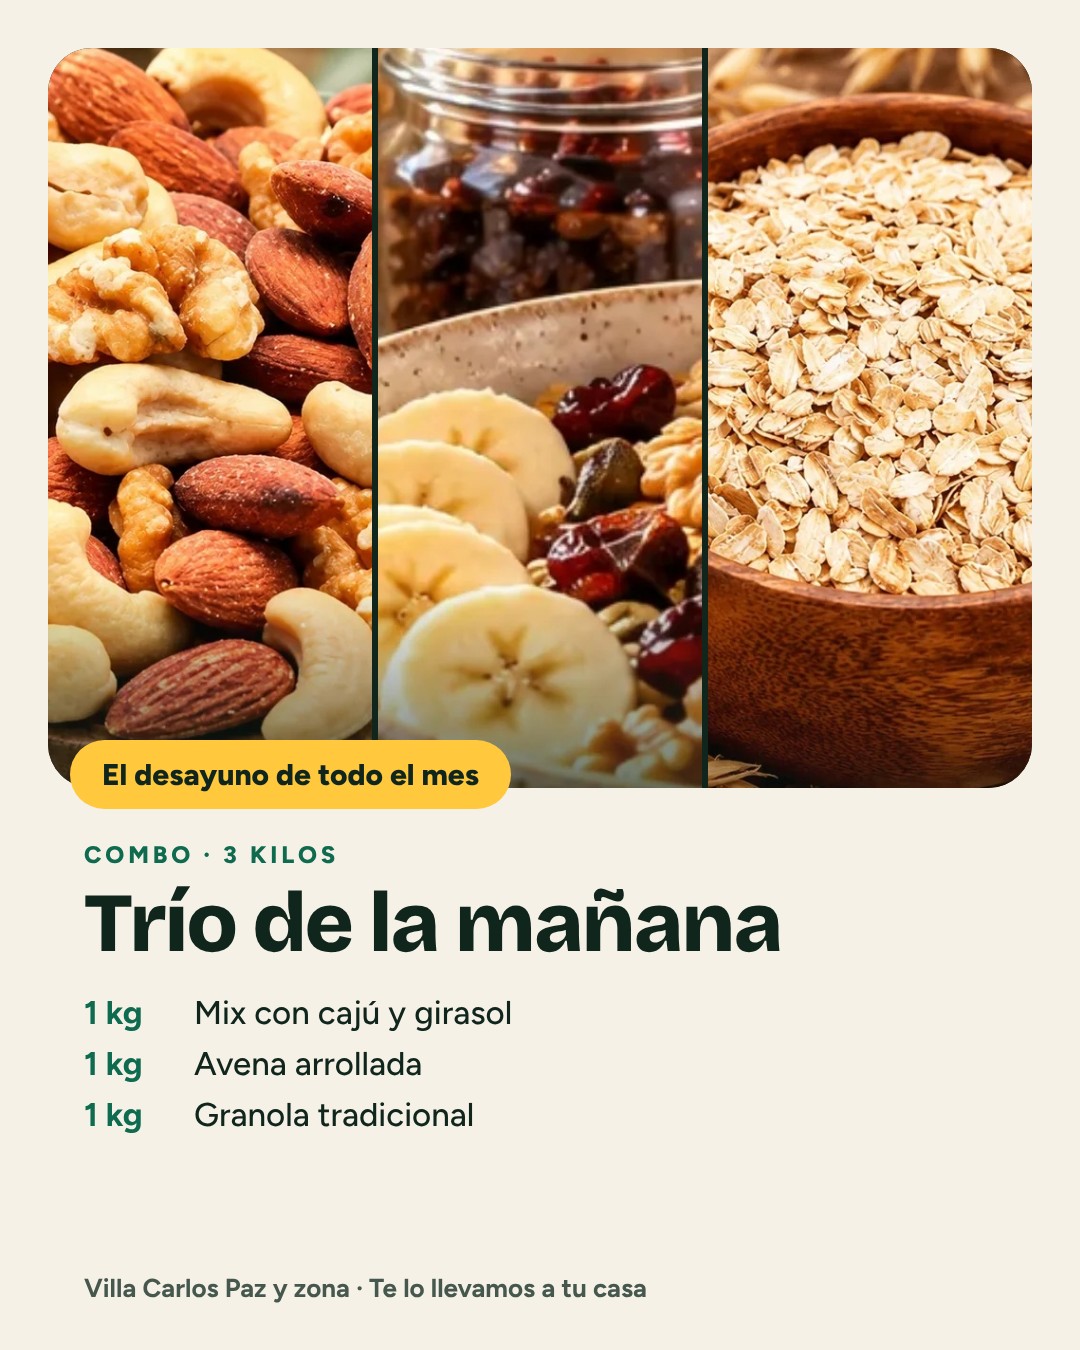 El desayuno de todo el mes
COMBO · 3 KILOS
Trío de la mañana
1 kg Mix con cajú y girasol
1 kg Avena arrollada
1 kg Granola tradicional
Villa Carlos Paz y zona · Te lo llevamos a tu casa